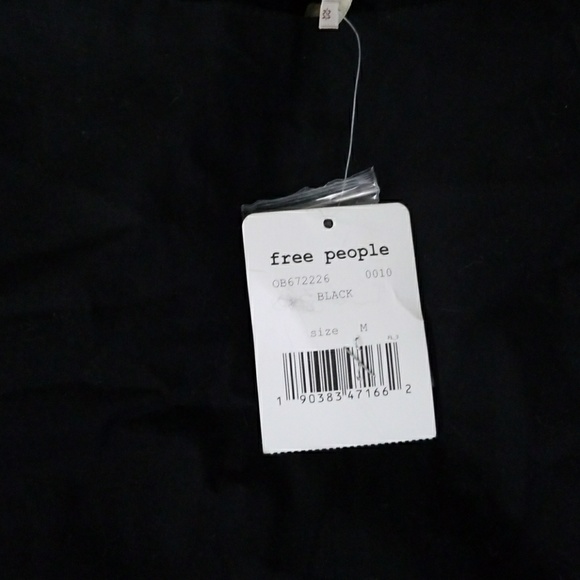 free people
OB672226 0010
BLACK
size M
1 90383 47166 2